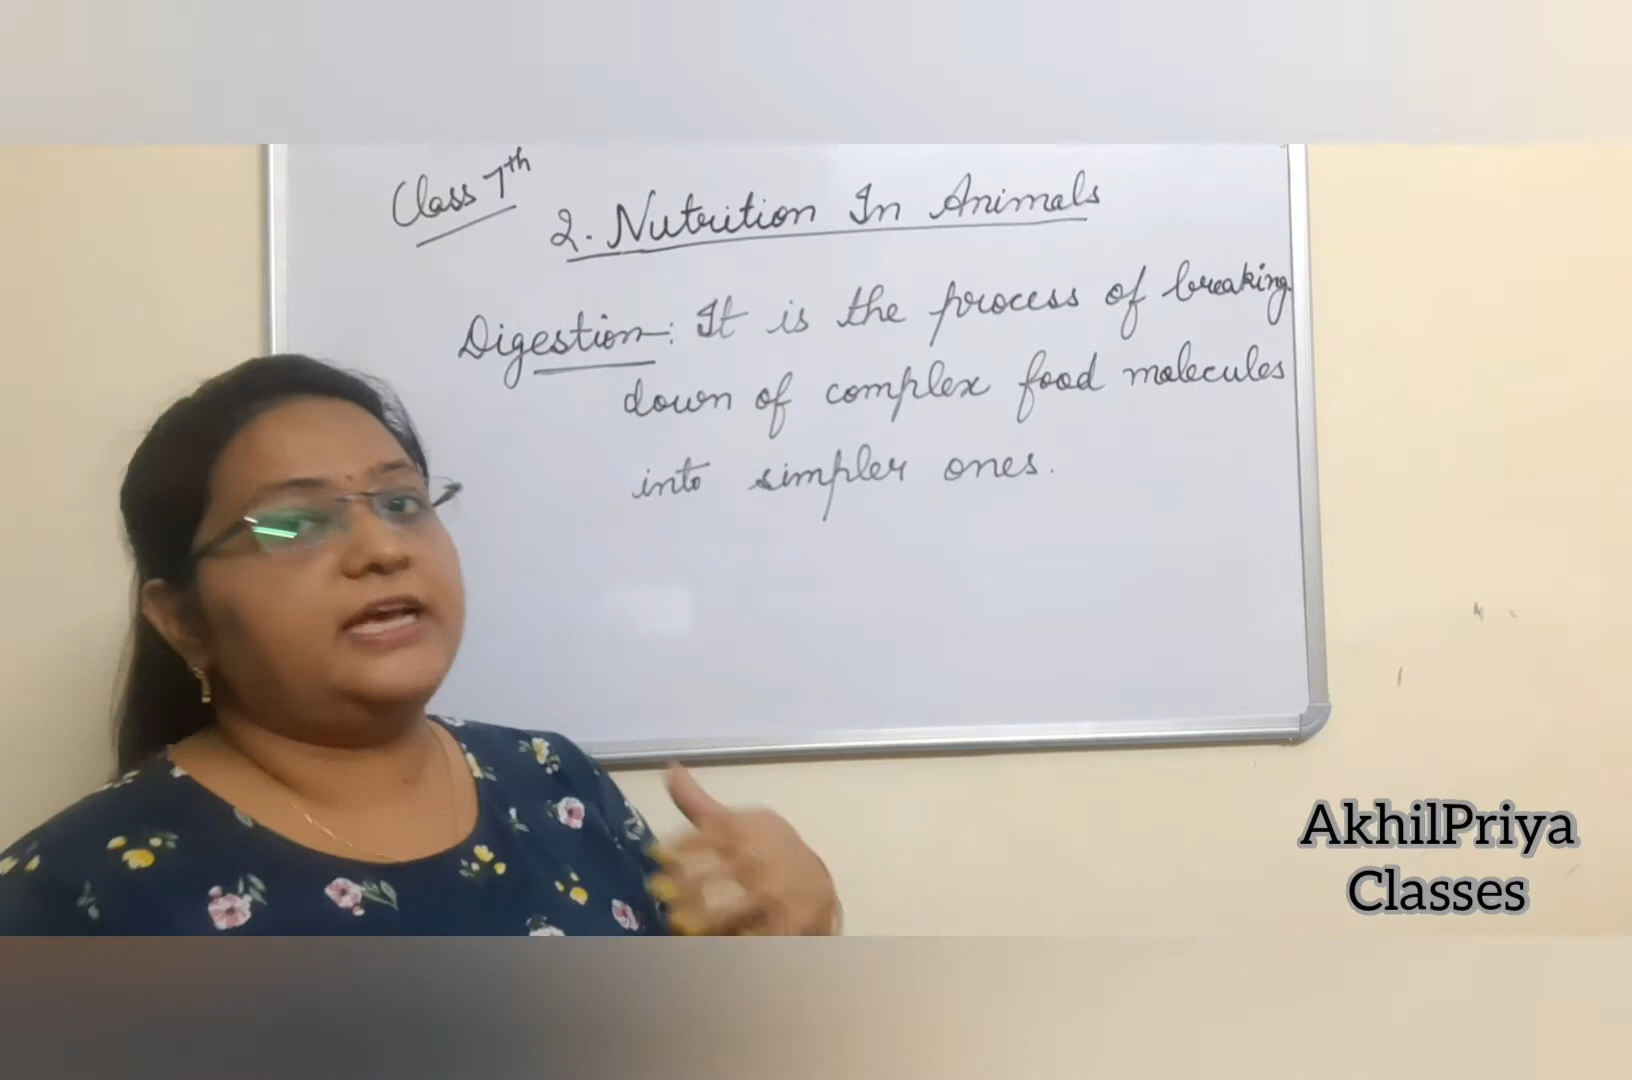 Class 7th
2. Nutrition In Animals
Digestion: It is the process of breaking
down of complex food molecules
into simpler ones.
AkhilPriya
Classes